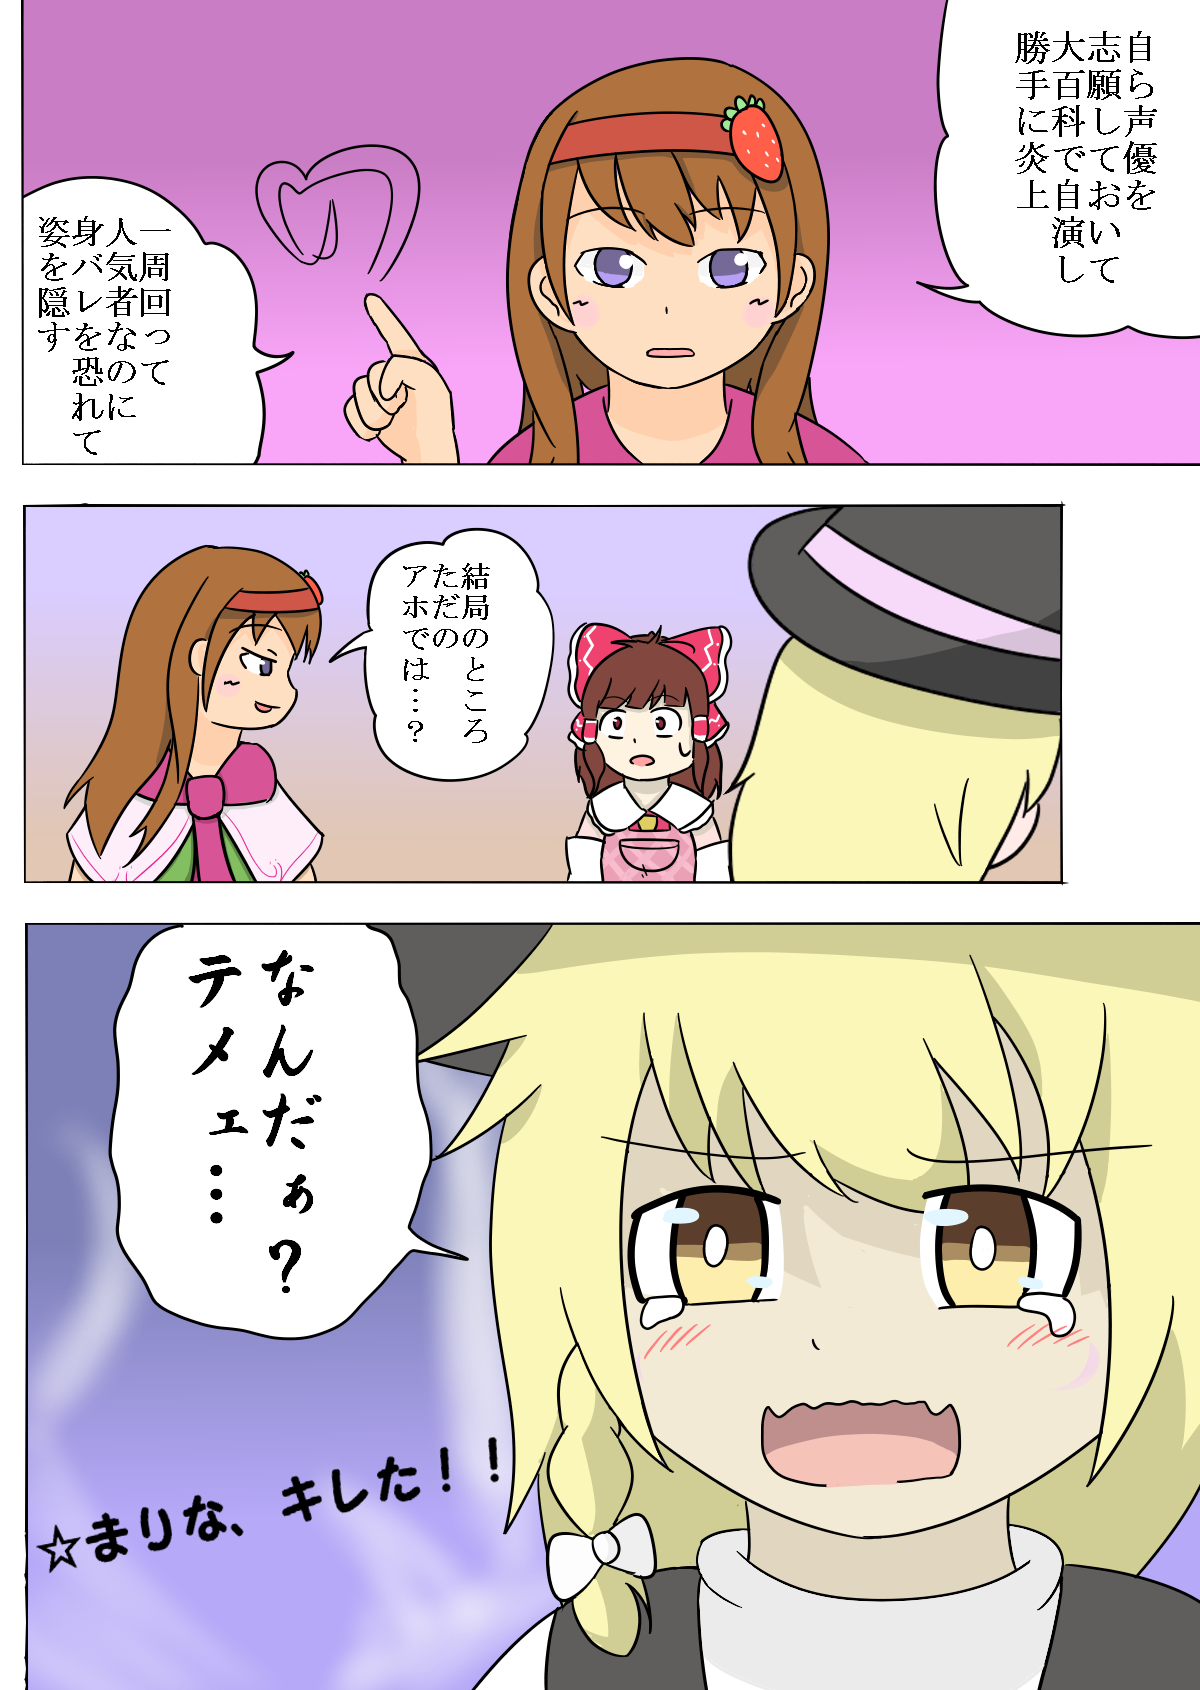 自ら声優を
志願しておいて
大百科で自演し
勝手に炎上
一周回って
人気者なのに
身バレを恐れて
姿を隠す
結局のところ
ただの
アホでは…？
なんだぁ？
テメェ…
☆まりな、キレた！！